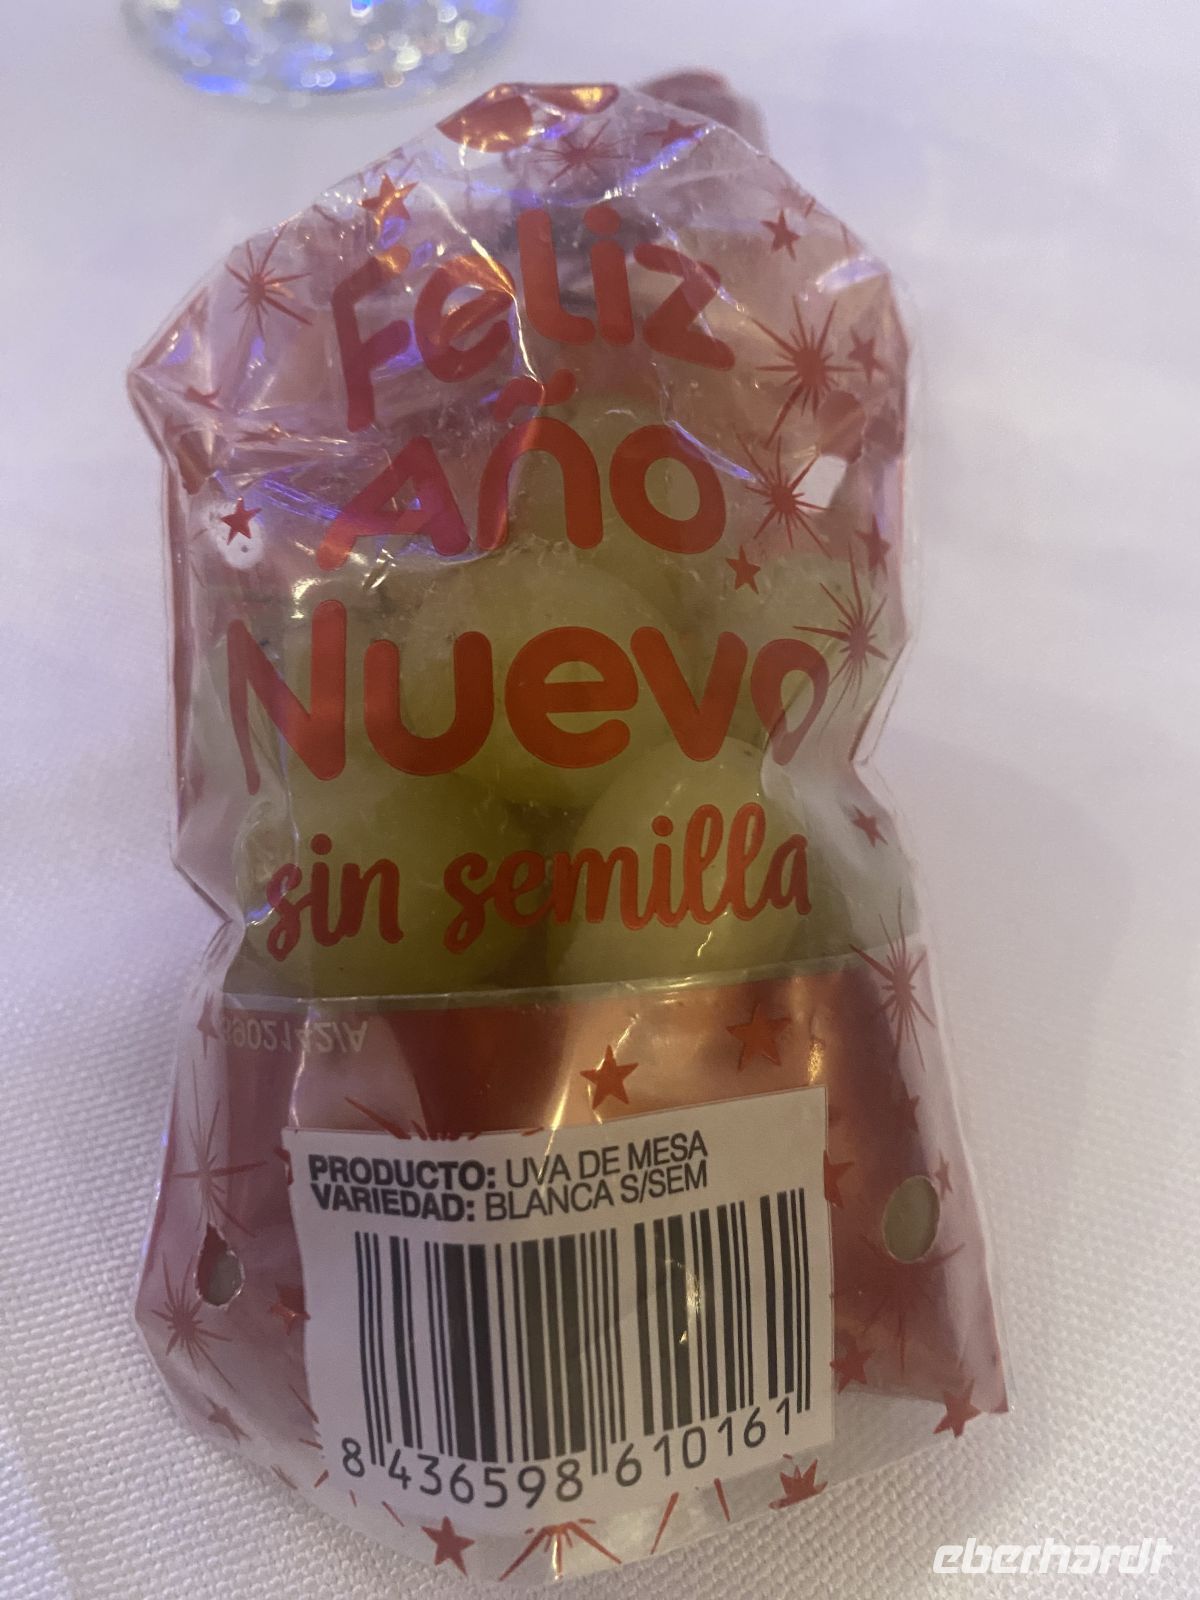 Feliz
Año
Nuevo
sin semilla
PRODUCTO: UVA DE MESA
VARIEDAD: BLANCA S/SEM
8 436598 610161
eberhardt